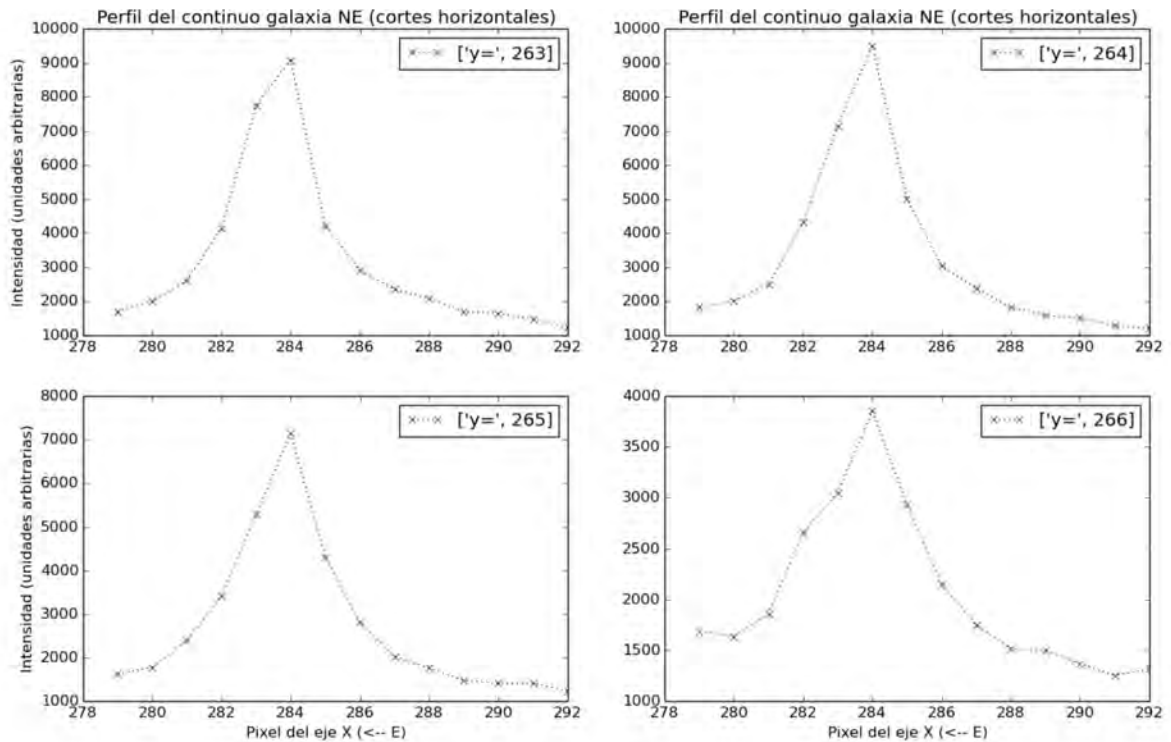 Perfil del continuo galaxia NE (cortes horizontales)
Intensidad (unidades arbitrarias)
10000
9000
8000
7000
6000
5000
4000
3000
2000
1000
['y=', 263]
278 280 282 284 286 288 290 292
Perfil del continuo galaxia NE (cortes horizontales)
10000
9000
8000
7000
6000
5000
4000
3000
2000
1000
['y=', 264]
278 280 282 284 286 288 290 292
Intensidad (unidades arbitrarias)
8000
7000
6000
5000
4000
3000
2000
1000
['y=', 265]
278 280 282 284 286 288 290 292
Pixel del eje X (<-- E)
4000
3500
3000
2500
2000
1500
1000
['y=', 266]
278 280 282 284 286 288 290 292
Pixel del eje X (<-- E)